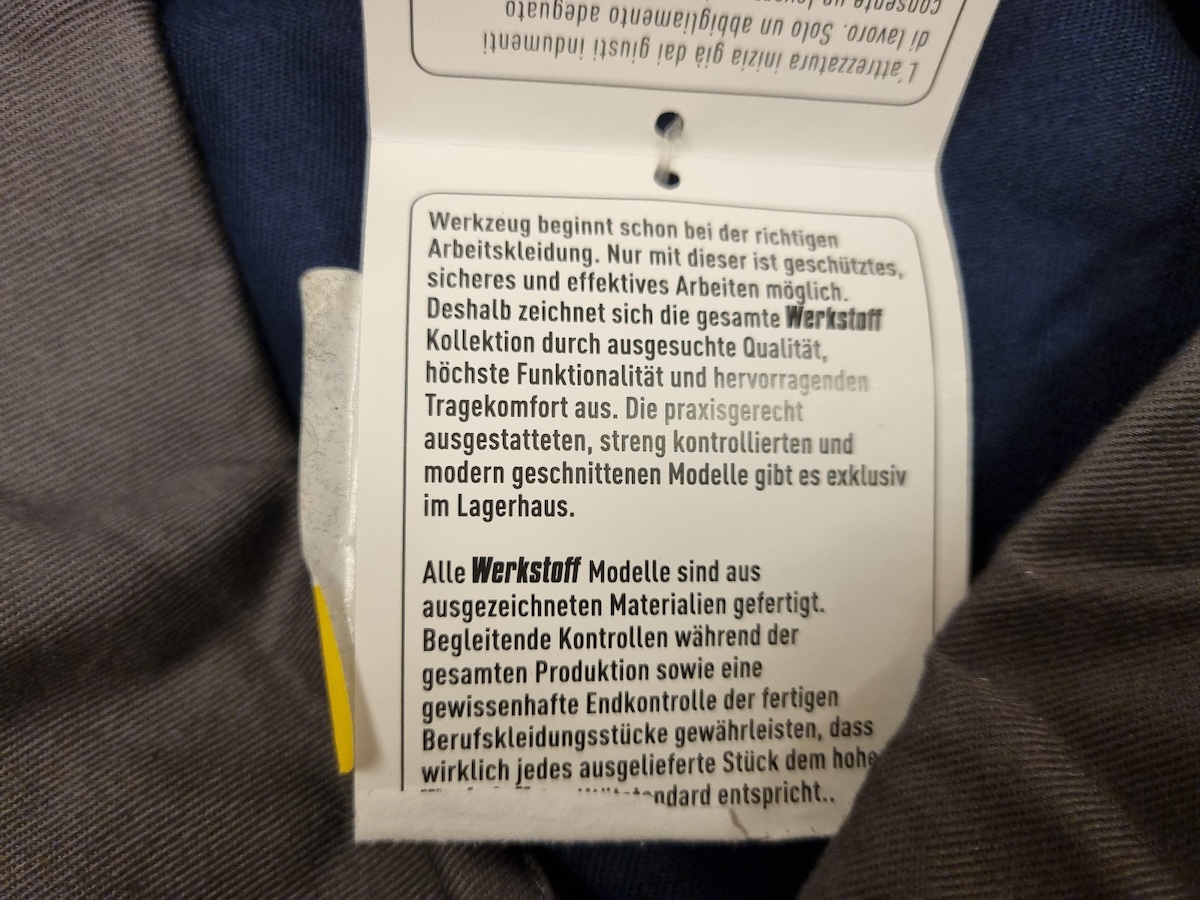 consente un
di lavoro. Solo un abbigliamento adeguato
L'attrezzatura inizia già dai giusti indumenti
Werkzeug beginnt schon bei der richtigen
Arbeitskleidung. Nur mit dieser ist geschütztes,
sicheres und effektives Arbeiten möglich.
Deshalb zeichnet sich die gesamte Werkstoff
Kollektion durch ausgesuchte Qualität,
höchste Funktionalität und hervorragenden
Tragekomfort aus. Die praxisgerecht
ausgestatteten, streng kontrollierten und
modern geschnittenen Modelle gibt es exklusiv
im Lagerhaus.
Alle Werkstoff Modelle sind aus
ausgezeichneten Materialien gefertigt.
Begleitende Kontrollen während der
gesamten Produktion sowie eine
gewissenhafte Endkontrolle der fertigen
Berufskleidungsstücke gewährleisten, dass
wirklich jedes ausgelieferte Stück dem hohe
ndard entspricht..